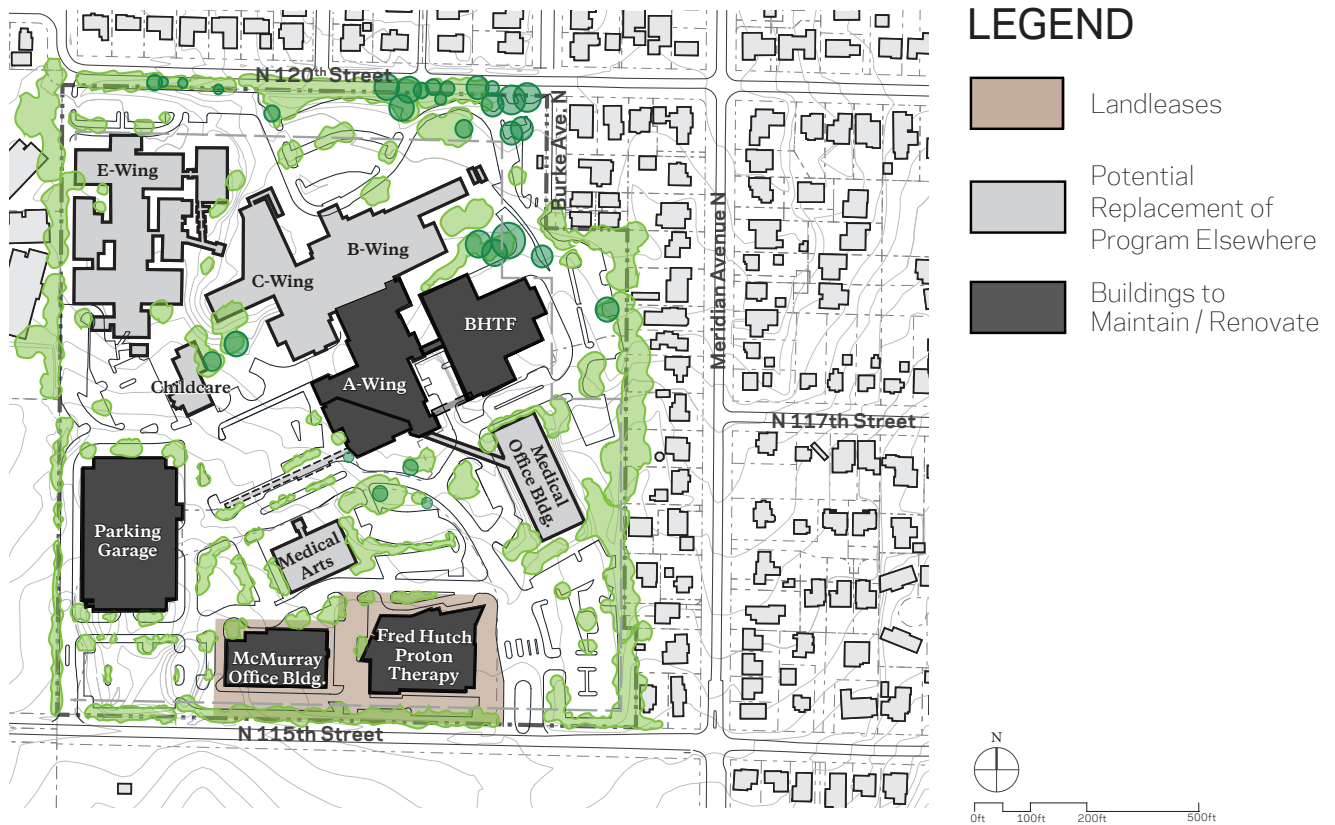 LEGEND
Landleases
Potential
Replacement of
Program Elsewhere
Buildings to
Maintain / Renovate
N 120th Street
Burke Ave. N
E-Wing
B-Wing
C-Wing
BHTF
Meridian Avenue N
Childcare
A-Wing
N 117th Street
Medical
Office Bldg.
Parking
Garage
Medical
Arts
Fred Hutch
Proton
Therapy
McMurray
Office Bldg.
N 115th Street
N
0ft 100ft 200ft 500ft